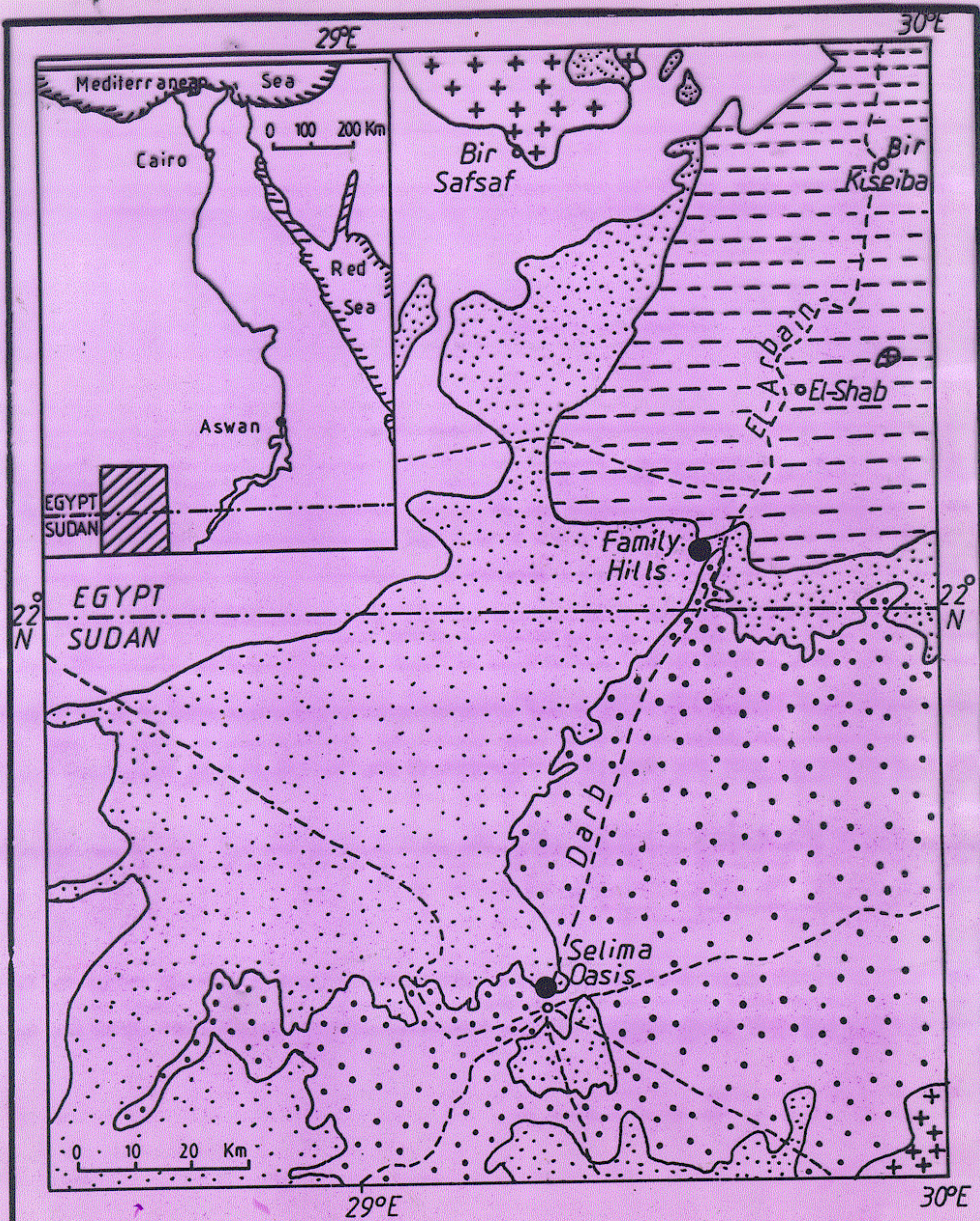 29°E
30°E
Mediterranean Sea
0 100 200 Km
Cairo
Red
Sea
Aswan
EGYPT
SUDAN
Bir
Safsaf
Bir
Kiseiba
El-Arbain
El-Shab
Family
Hills
22°
N
EGYPT
SUDAN
22°
N
Darb
Selima
Oasis
0 10 20 Km
29°E
30°E